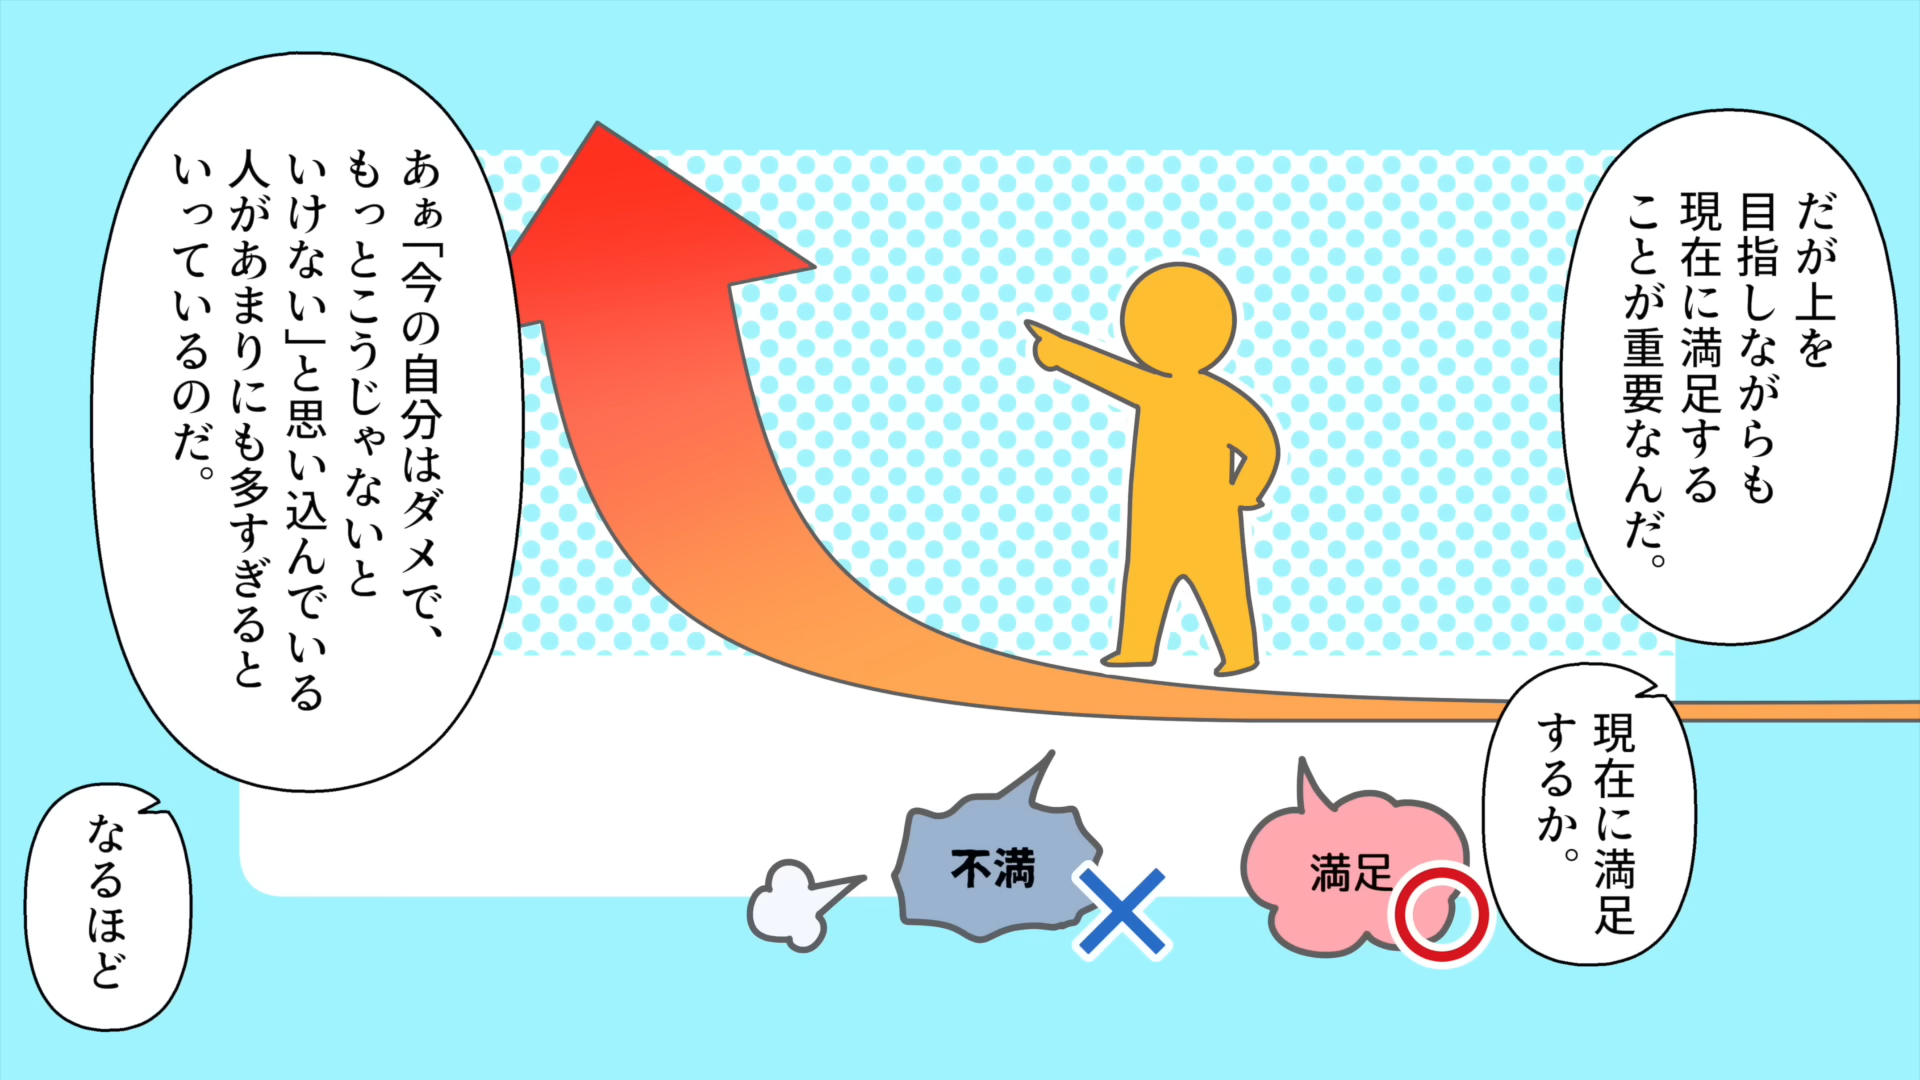 だが上を
目指しながらも
現在に満足する
ことが重要なんだ。
現在に満足
するか。
あぁ「今の自分はダメで、
もっとこうじゃないと
いけない」と思い込んでいる
人があまりにも多すぎると
いっているのだ。
なるほど
満足
不満